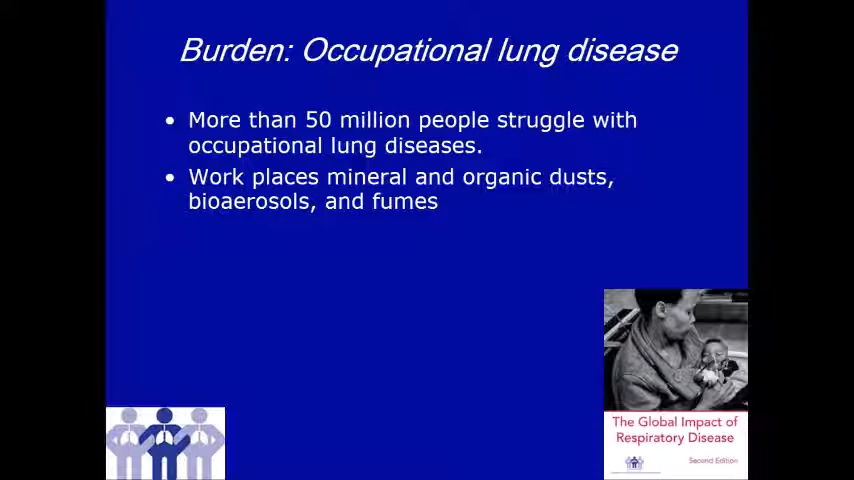 Burden: Occupational lung disease
• More than 50 million people struggle with
occupational lung diseases.
• Work places mineral and organic dusts,
bioaerosols, and fumes
The Global Impact of
Respiratory Disease
Second Edition